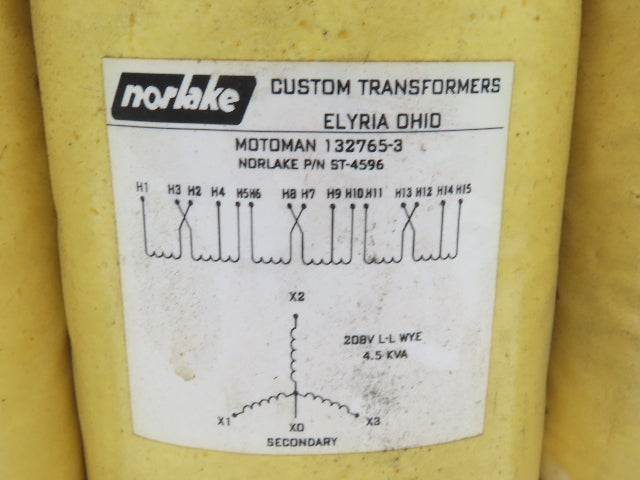 norlake
CUSTOM TRANSFORMERS
ELYRIA OHIO
MOTOMAN 132765-3
NORLAKE P/N ST-4596
H1 H3 H2 H4 H5 H6 H8 H7 H9 H10 H11 H13 H12 H14 H15
X2
208V L-L WYE
4.5 KVA
X1 X0 X3
SECONDARY